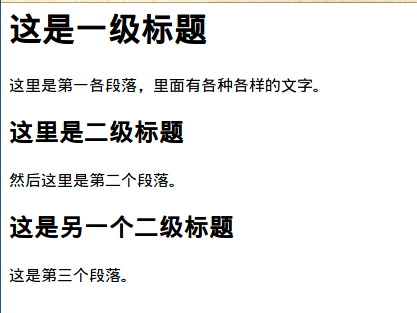 这是一级标题
这里是第一各段落，里面有各种各样的文字。
这里是二级标题
然后这里是第二个段落。
这是另一个二级标题
这是第三个段落。